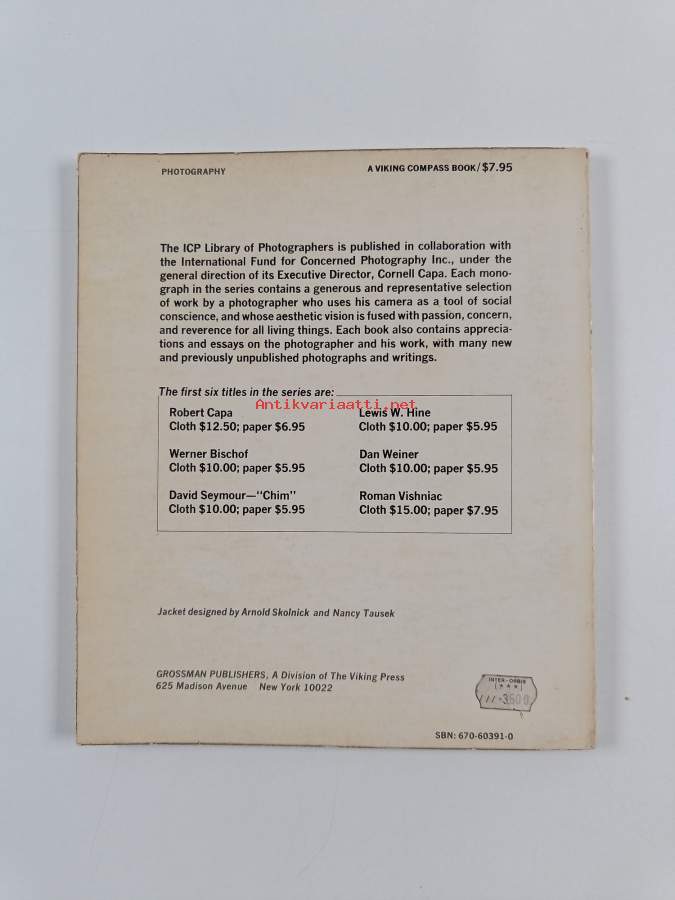 PHOTOGRAPHY
A VIKING COMPASS BOOK/$7.95
The ICP Library of Photographers is published in collaboration with
the International Fund for Concerned Photography Inc., under the
general direction of its Executive Director, Cornell Capa. Each mono-
graph in the series contains a generous and representative selection
of work by a photographer who uses his camera as a tool of social
conscience, and whose aesthetic vision is fused with passion, concern,
and reverence for all living things. Each book also contains apprecia-
tions and essays on the photographer and his work, with many new
and previously unpublished photographs and writings.
The first six titles in the series are:
Antikvariaatti.net
Robert Capa
Cloth $12.50; paper $6.95
Werner Bischof
Cloth $10.00; paper $5.95
David Seymour—"Chim"
Cloth $10.00; paper $5.95
Lewis W. Hine
Cloth $10.00; paper $5.95
Dan Weiner
Cloth $10.00; paper $5.95
Roman Vishniac
Cloth $15.00; paper $7.95
Jacket designed by Arnold Skolnick and Nancy Tausek
GROSSMAN PUBLISHERS, A Division of The Viking Press
625 Madison Avenue New York 10022
INTER-ORBIS
SBN: 670-60391-0